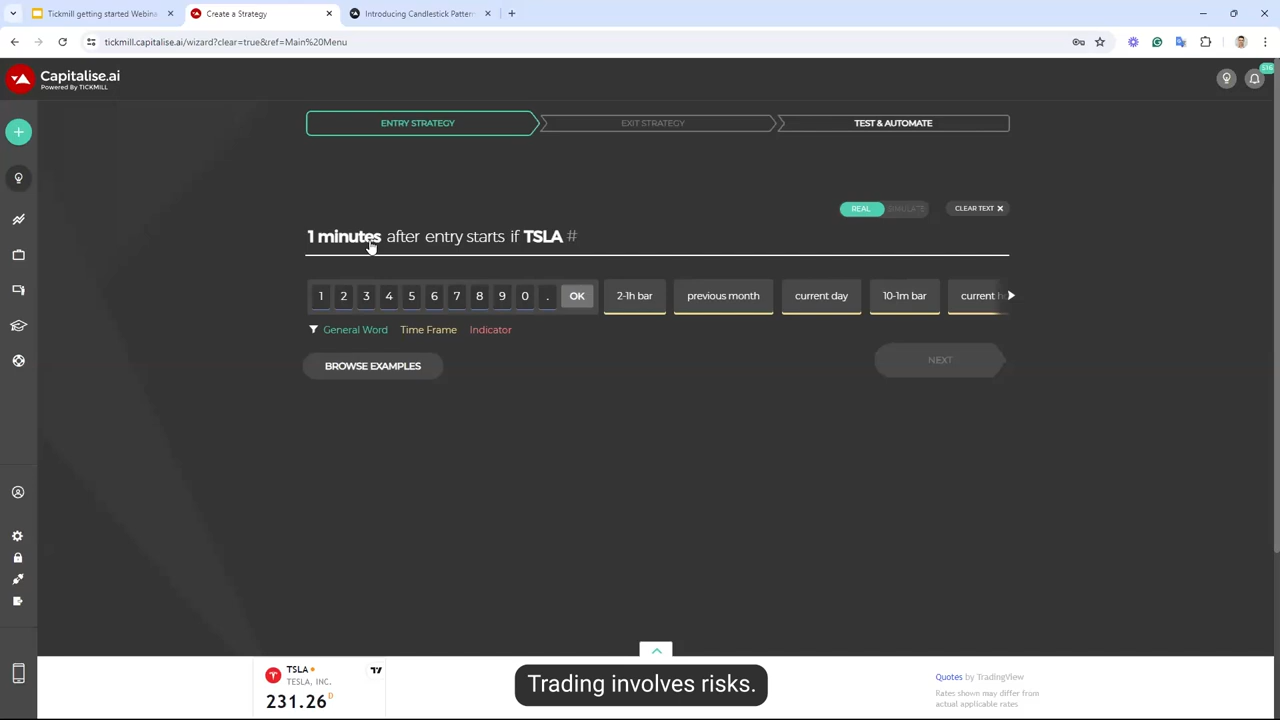 Tickmill getting started Webina
Create a Strategy
Introducing Candlestick Pattern
tickmill.capitalise.ai/wizard?clear=true&ref=Main%20Menu
Capitalise.ai
Powered By TICKMILL
ENTRY STRATEGY
EXIT STRATEGY
TEST & AUTOMATE
REAL
SIMULATE
CLEAR TEXT
1 minutes after entry starts if TSLA #
1 2 3 4 5 6 7 8 9 0 . OK
2-1h bar
previous month
current day
10-1m bar
current h
General Word
Time Frame
Indicator
BROWSE EXAMPLES
NEXT
TSLA
TESLA, INC.
231.26 D
Trading involves risks.
Quotes by TradingView
Rates shown may differ from
actual applicable rates